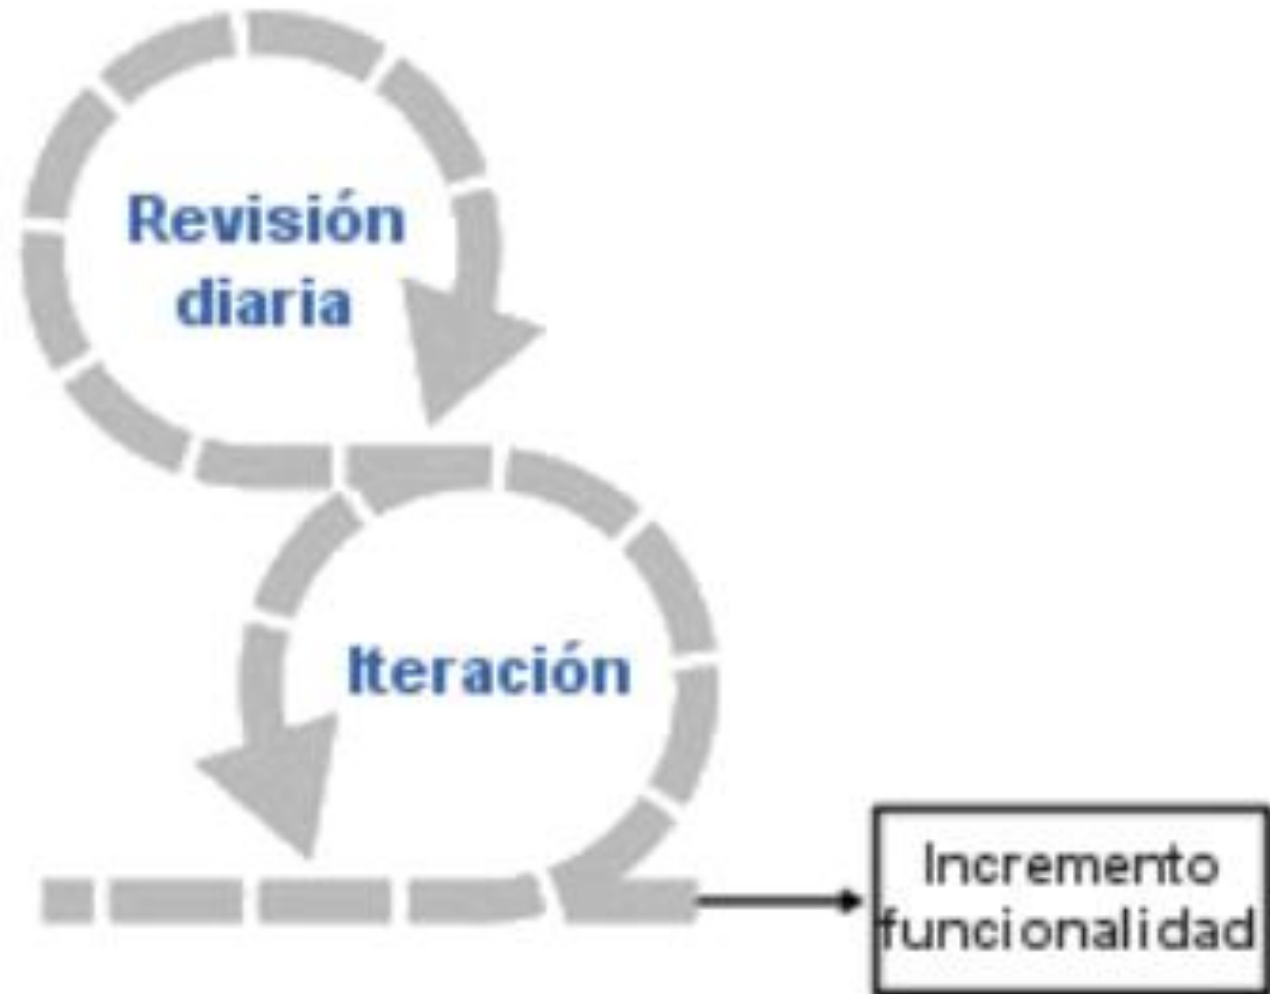 Revisión
diaria
Iteración
Incremento
funcionalidad